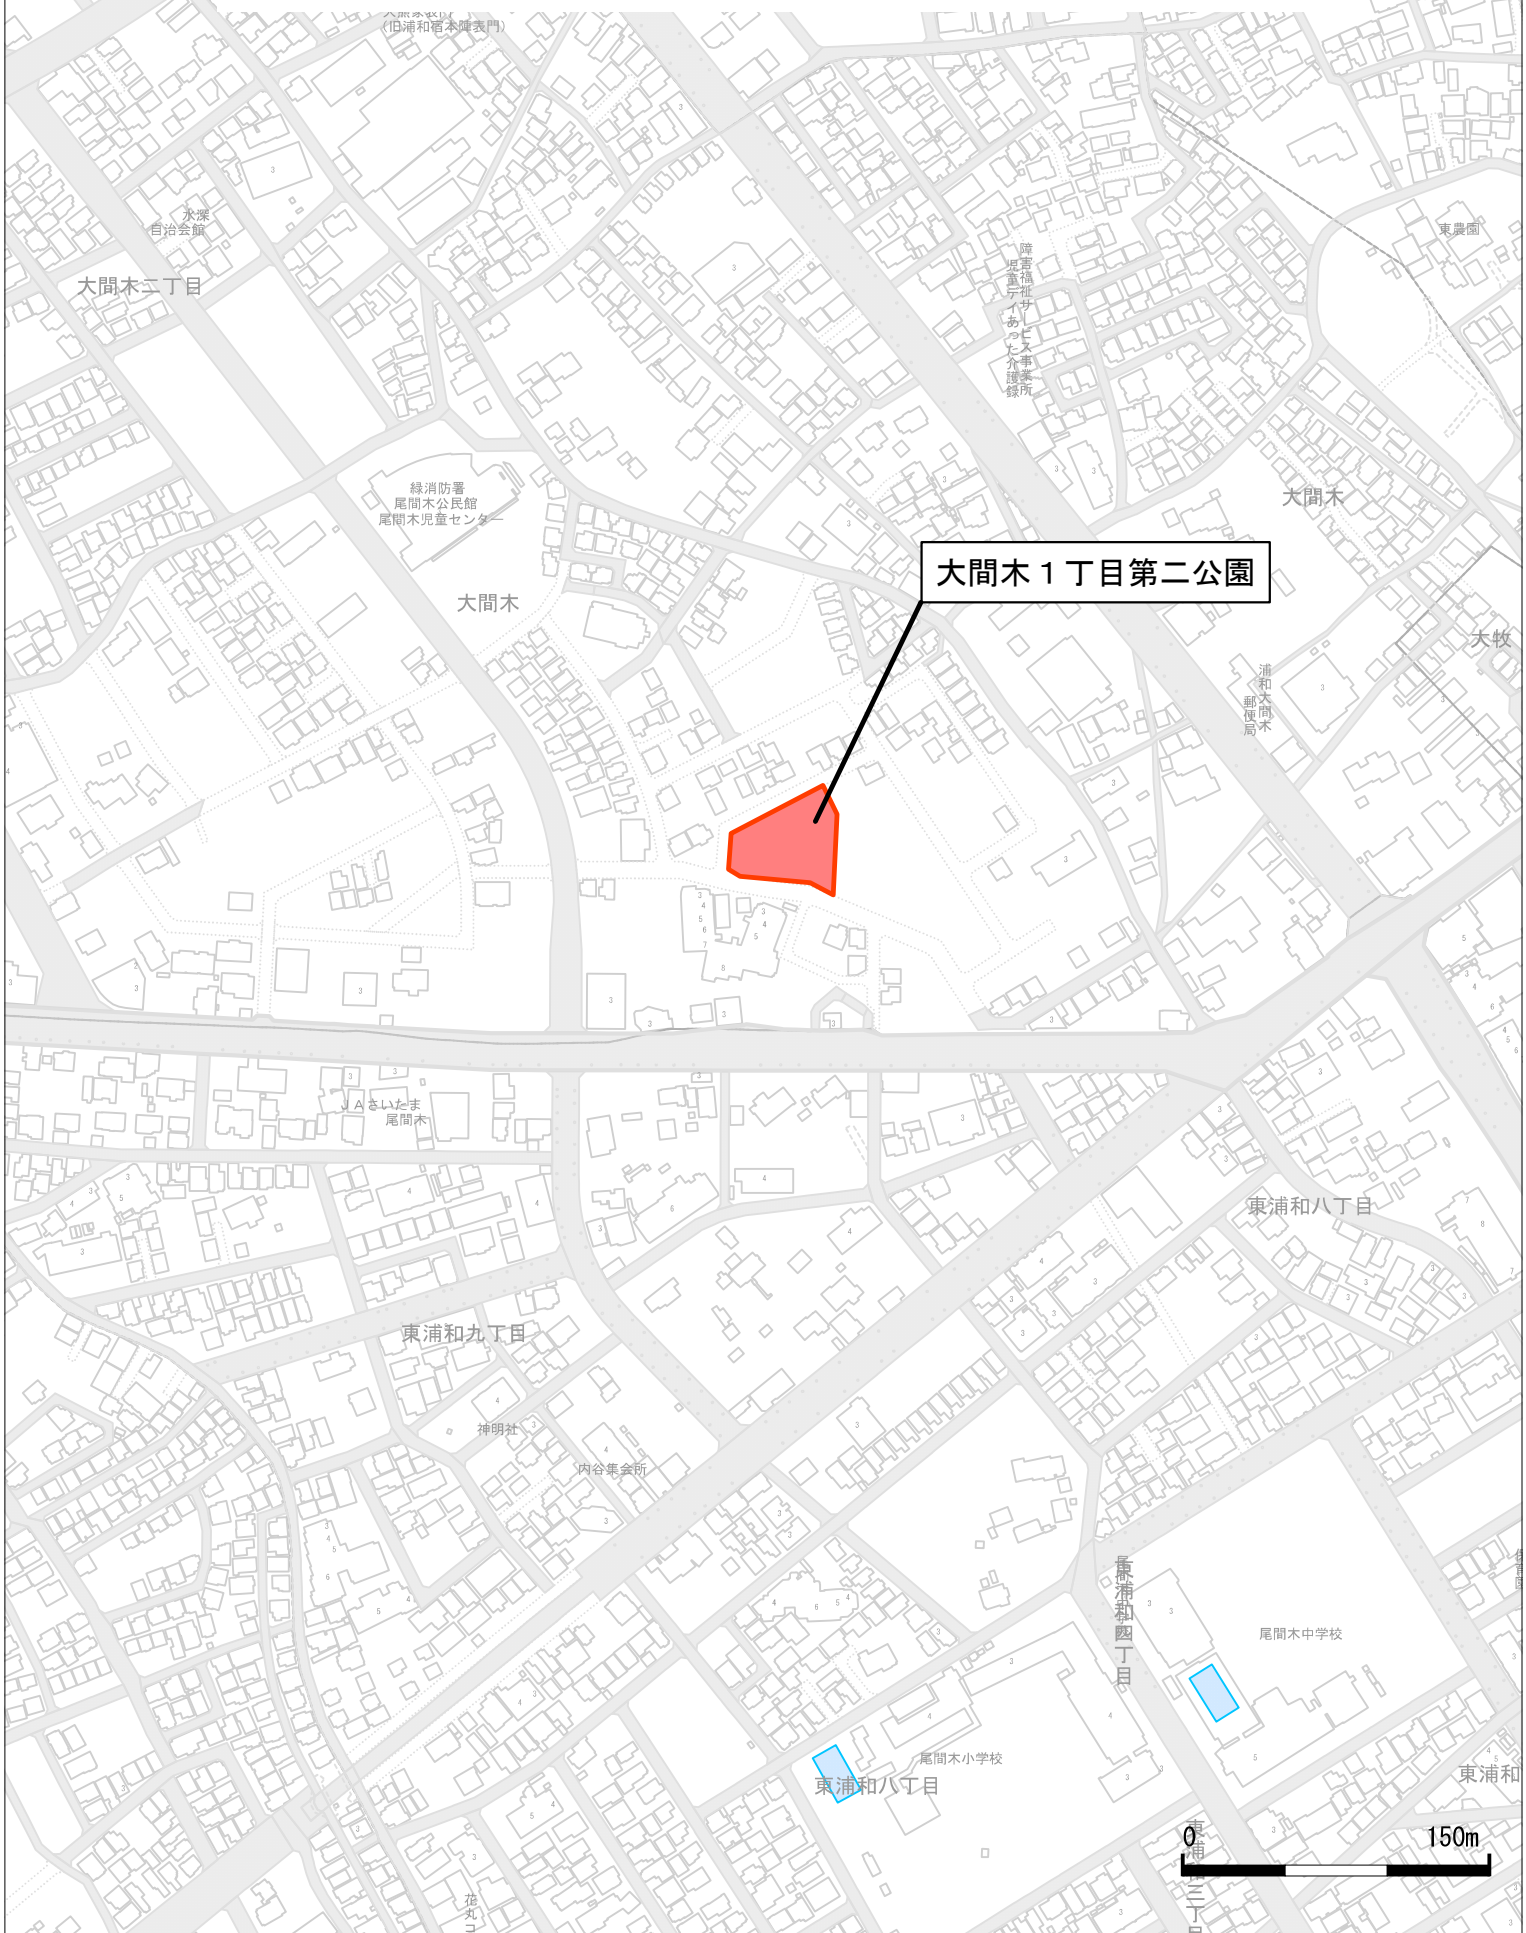 (旧浦和宿本陣表門)
水深
自治会館
東農園
大間木二丁目
障害福祉サービス事業所
児童デイあった介護録
緑消防署
尾間木公民館
尾間木児童センター
大間木
大間木１丁目第二公園
大間木
大牧
浦和大間木
郵便局
ＪＡさいたま
尾間木
東浦和八丁目
東浦和九丁目
神明社
内谷集会所
東浦和四丁目
尾間木中学校
尾間木小学校
東浦和八丁目
東浦和
0
150m
花丸コ